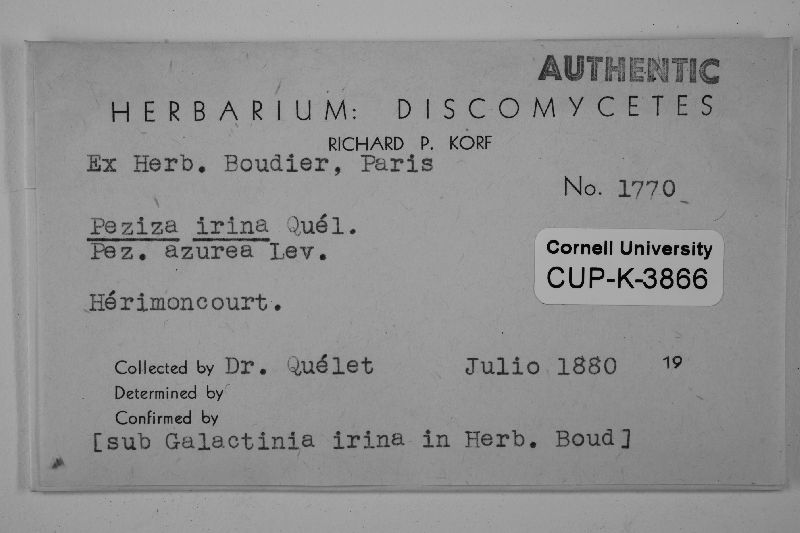 AUTHENTIC
HERBARIUM: DISCOMYCETES
RICHARD P. KORF
Ex Herb. Boudier, Paris
No. 1770
Peziza irina Quél.
Pez. azurea Lev.
Cornell University
CUP-K-3866
Hérimoncourt.
Collected by Dr. Quélet Julio 1880 19
Determined by
Confirmed by
[sub Galactinia irina in Herb. Boud]